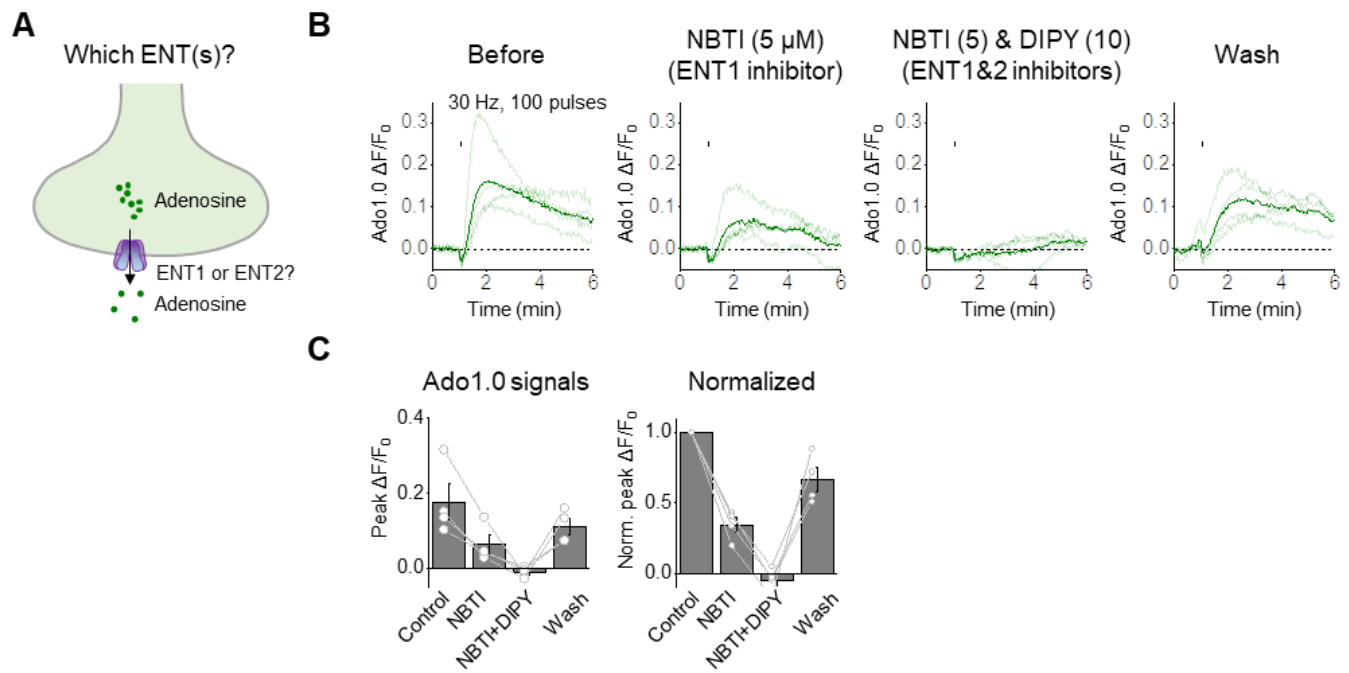 A
Which ENT(s)?
Adenosine
ENT1 or ENT2?
Adenosine
B
Before
30 Hz, 100 pulses
Ado1.0 ΔF/F0
0.3
0.2
0.1
0.0
0 2 4 6
Time (min)
NBTI (5 µM)
(ENT1 inhibitor)
Ado1.0 ΔF/F0
0.3
0.2
0.1
0.0
0 2 4 6
Time (min)
NBTI (5) & DIPY (10)
(ENT1&2 inhibitors)
Ado1.0 ΔF/F0
0.3
0.2
0.1
0.0
0 2 4 6
Time (min)
Wash
Ado1.0 ΔF/F0
0.3
0.2
0.1
0.0
0 2 4 6
Time (min)
C
Ado1.0 signals
Peak ΔF/F0
0.4
0.2
0.0
Control
NBTI
NBTI+DIPY
Wash
Normalized
Norm. peak ΔF/F0
1.0
0.5
0.0
Control
NBTI
NBTI+DIPY
Wash